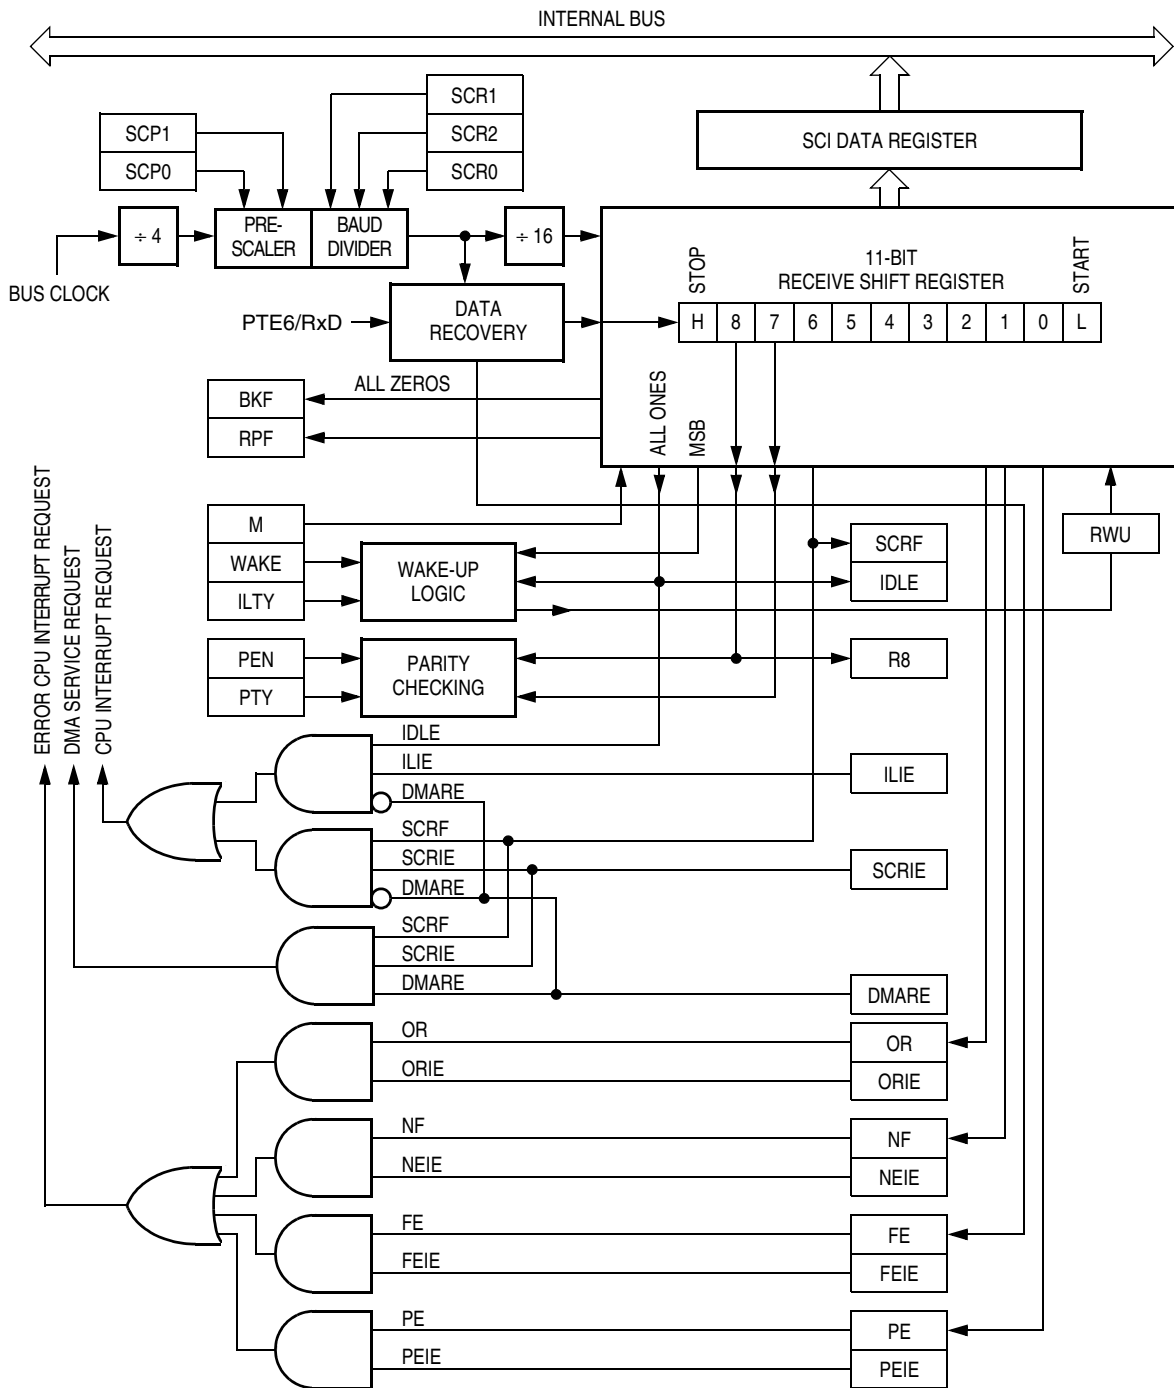 INTERNAL BUS
SCR1
SCP1
SCR2
SCI DATA REGISTER
SCP0
SCR0
÷ 4
PRE-
SCALER
BAUD
DIVIDER
÷ 16
BUS CLOCK
STOP
11-BIT
RECEIVE SHIFT REGISTER
START
PTE6/RxD
DATA
RECOVERY
H 8 7 6 5 4 3 2 1 0 L
BKF
ALL ZEROS
RPF
ALL ONES
MSB
M
WAKE
ILTY
WAKE-UP
LOGIC
SCRF
IDLE
RWU
PEN
PTY
PARITY
CHECKING
R8
ERROR CPU INTERRUPT REQUEST
DMA SERVICE REQUEST
CPU INTERRUPT REQUEST
IDLE
ILIE
ILIE
DMARE
SCRF
SCRIE
SCRIE
DMARE
SCRF
SCRIE
DMARE
DMARE
OR
OR
ORIE
ORIE
NF
NF
NEIE
NEIE
FE
FE
FEIE
FEIE
PE
PE
PEIE
PEIE